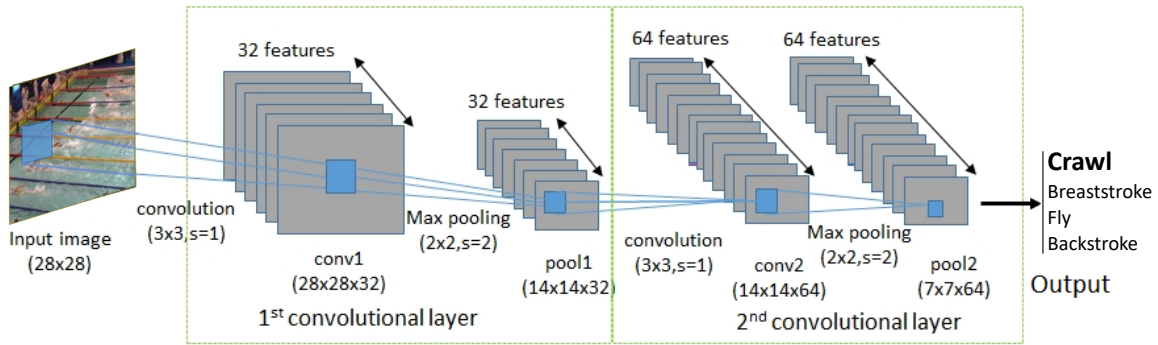 32 features
convolution
(3x3,s=1)
Input image
(28x28)
conv1
(28x28x32)
Max pooling
(2x2,s=2)
32 features
pool1
(14x14x32)
1st convolutional layer
64 features
convolution
(3x3,s=1)
conv2
(14x14x64)
64 features
Max pooling
(2x2,s=2)
pool2
(7x7x64)
2nd convolutional layer
Crawl
Breaststroke
Fly
Backstroke
Output